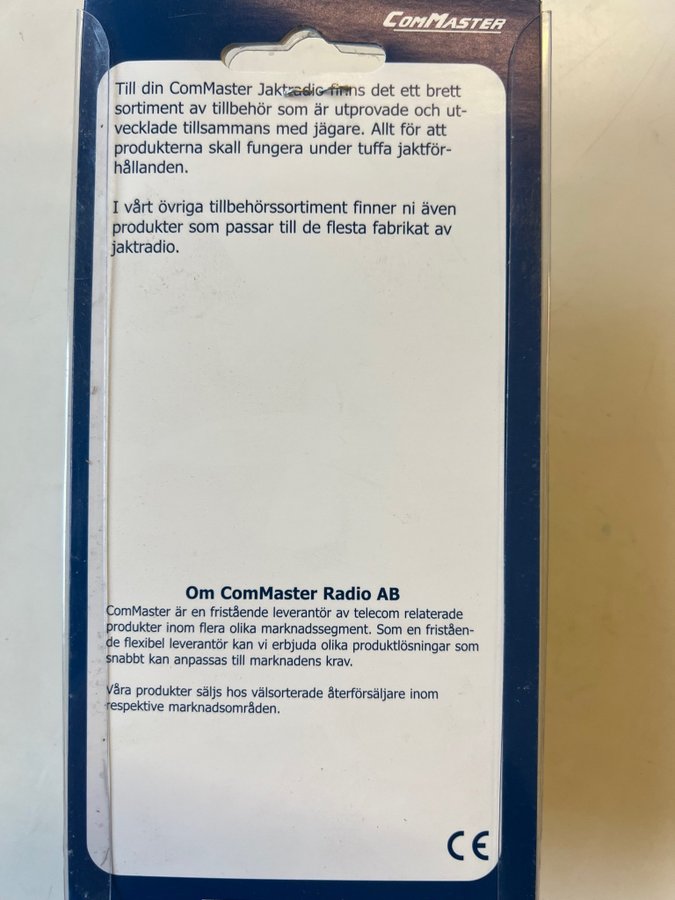 COMMASTER
Till din ComMaster Jaktradio finns det ett brett
sortiment av tillbehör som är utprovade och ut-
vecklade tillsammans med jägare. Allt för att
produkterna skall fungera under tuffa jaktför-
hållanden.
I vårt övriga tillbehörssortiment finner ni även
produkter som passar till de flesta fabrikat av
jaktradio.
Om ComMaster Radio AB
ComMaster är en fristående leverantör av telecom relaterade
produkter inom flera olika marknadssegment. Som en friståen-
de flexibel leverantör kan vi erbjuda olika produktlösningar som
snabbt kan anpassas till marknadens krav.
Våra produkter säljs hos välsorterade återförsäljare inom
respektive marknadsområden.
CE